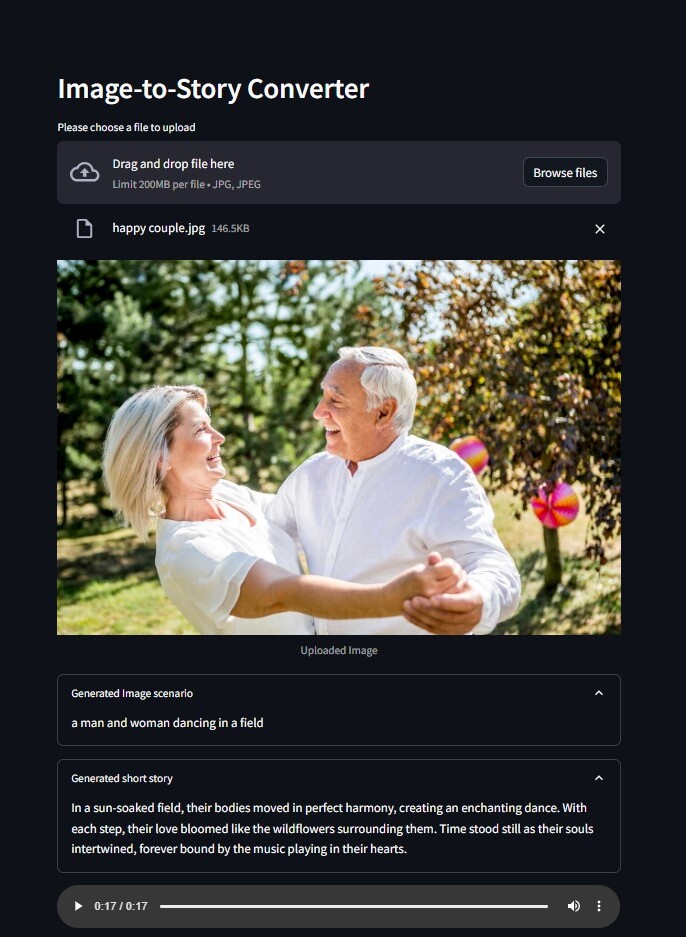 Image-to-Story Converter
Please choose a file to upload
Drag and drop file here
Limit 200MB per file • JPG, JPEG
Browse files
happy couple.jpg 146.5KB
Uploaded Image
Generated Image scenario
a man and woman dancing in a field
Generated short story
In a sun-soaked field, their bodies moved in perfect harmony, creating an enchanting dance. With
each step, their love bloomed like the wildflowers surrounding them. Time stood still as their souls
intertwined, forever bound by the music playing in their hearts.
0:17 / 0:17